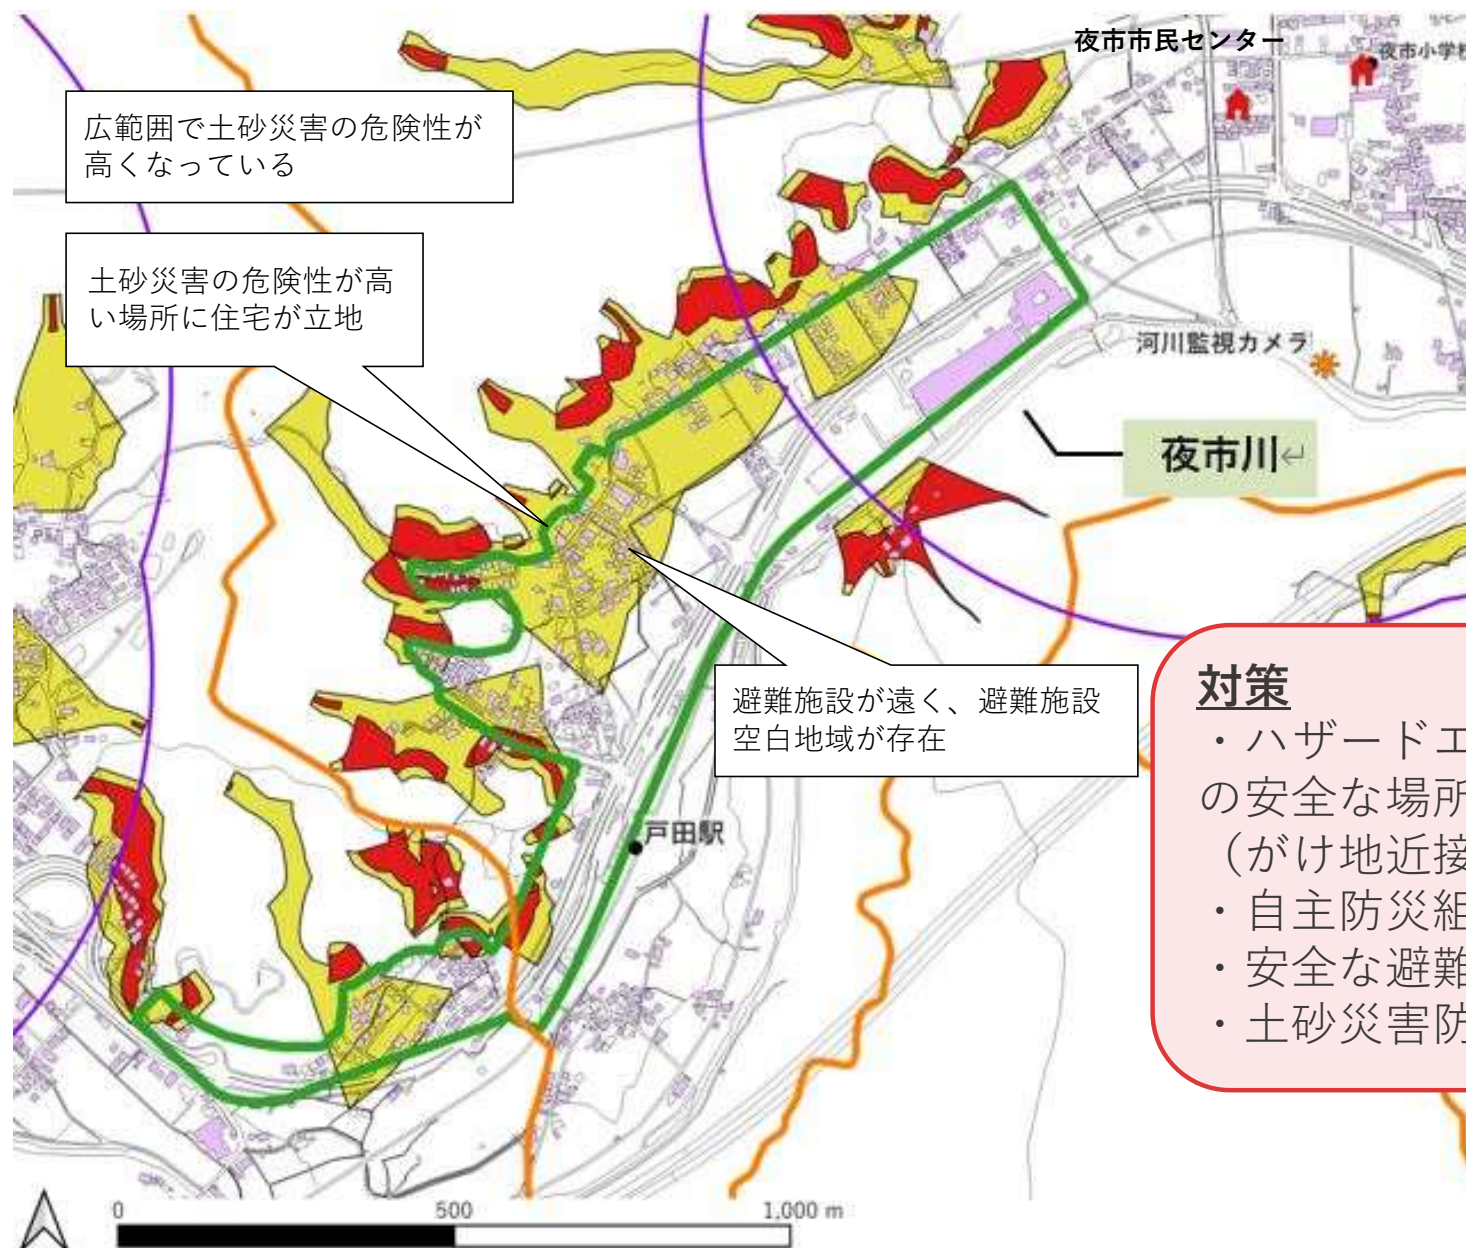 夜市市民センター
夜市小学校
広範囲で土砂災害の危険性が
高くなっている
土砂災害の危険性が高
い場所に住宅が立地
河川監視カメラ
夜市川↵
避難施設が遠く、避難施設
空白地域が存在
戸田駅
対策
・ハザードエ
の安全な場所
（がけ地近接
・自主防災組
・安全な避難
・土砂災害防
0 500 1,000 m